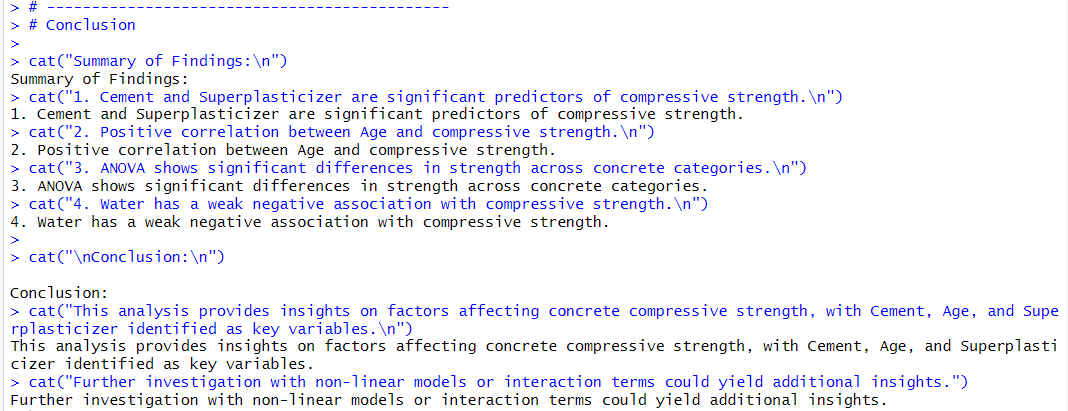 > # ---------------------------------------------
> # Conclusion
>
> cat("Summary of Findings:\n")
Summary of Findings:
> cat("1. Cement and Superplasticizer are significant predictors of compressive strength.\n")
1. Cement and Superplasticizer are significant predictors of compressive strength.
> cat("2. Positive correlation between Age and compressive strength.\n")
2. Positive correlation between Age and compressive strength.
> cat("3. ANOVA shows significant differences in strength across concrete categories.\n")
3. ANOVA shows significant differences in strength across concrete categories.
> cat("4. Water has a weak negative association with compressive strength.\n")
4. Water has a weak negative association with compressive strength.
>
> cat("\nConclusion:\n")

Conclusion:
> cat("This analysis provides insights on factors affecting concrete compressive strength, with Cement, Age, and Supe
rplasticizer identified as key variables.\n")
This analysis provides insights on factors affecting concrete compressive strength, with Cement, Age, and Superplasti
cizer identified as key variables.
> cat("Further investigation with non-linear models or interaction terms could yield additional insights.")
Further investigation with non-linear models or interaction terms could yield additional insights.